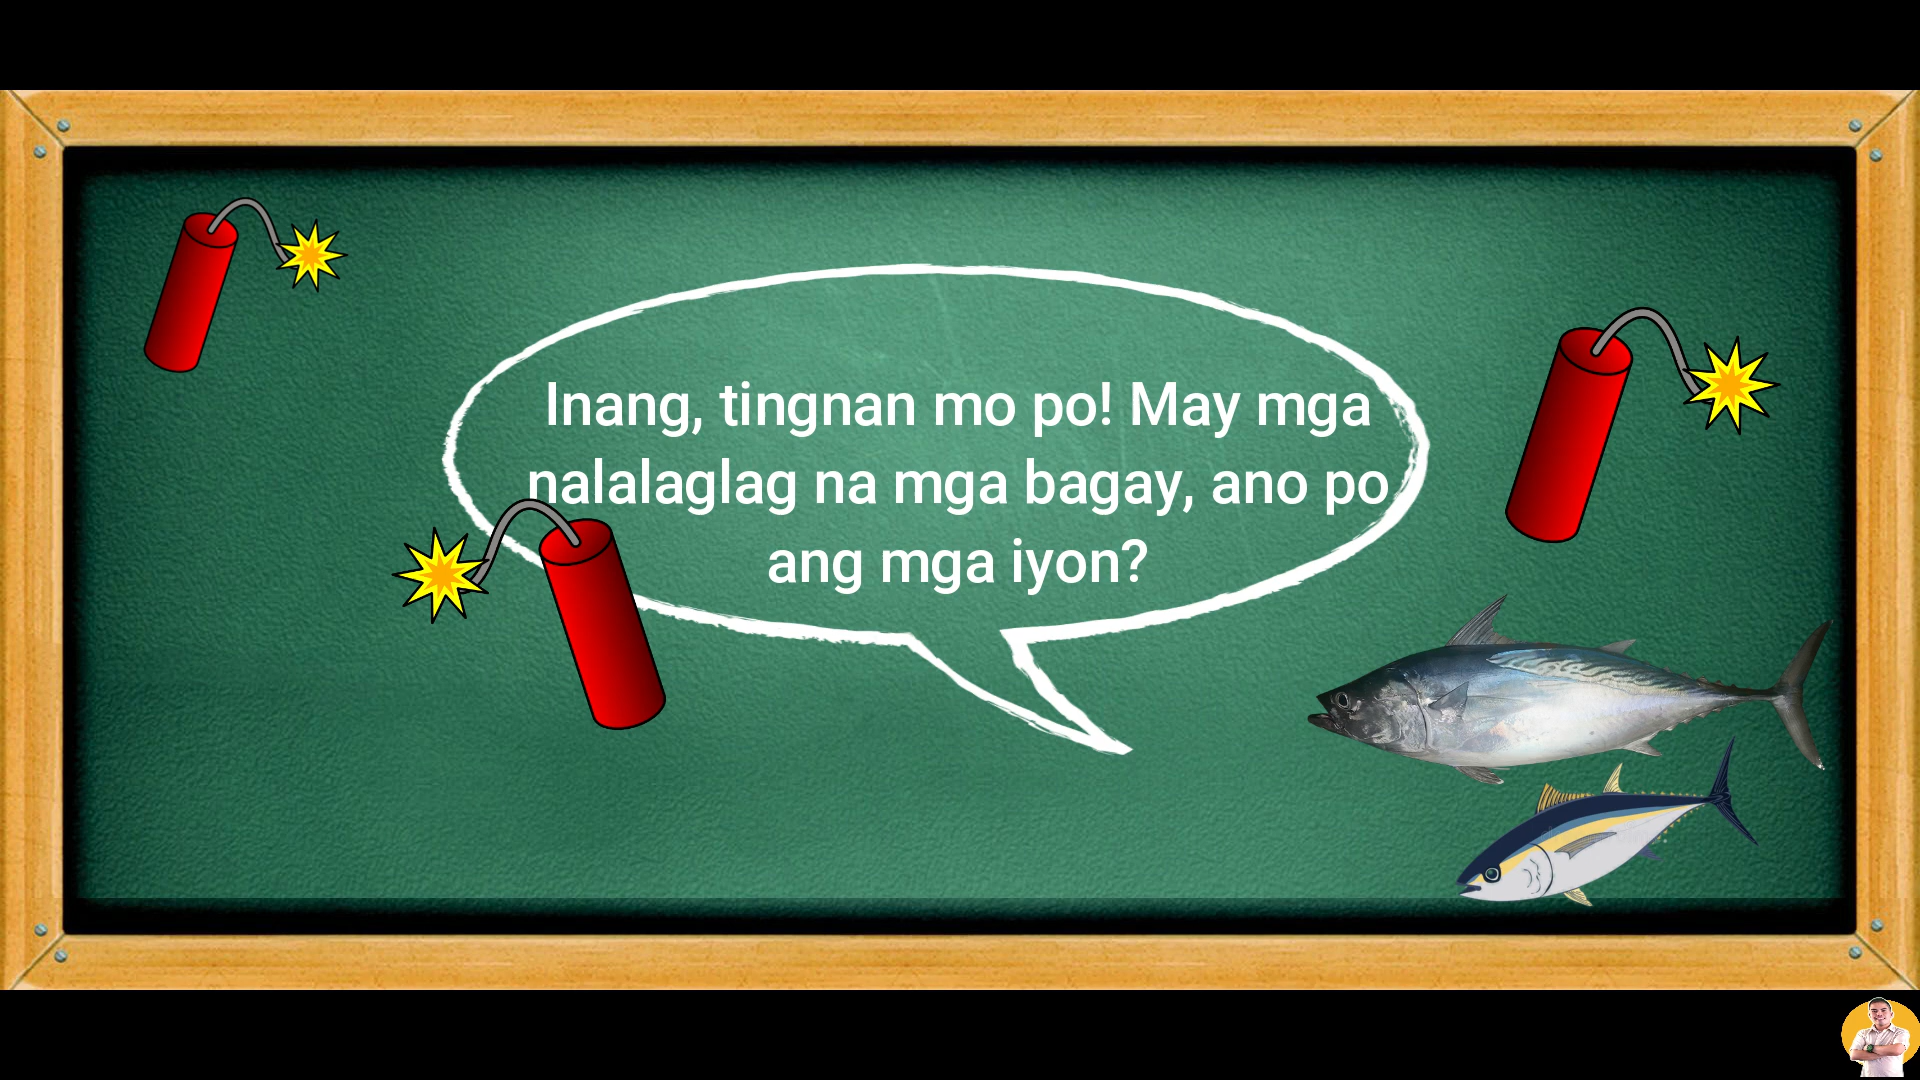 Inang, tingnan mo po! May mga
nalalaglag na mga bagay, ano po
ang mga iyon?